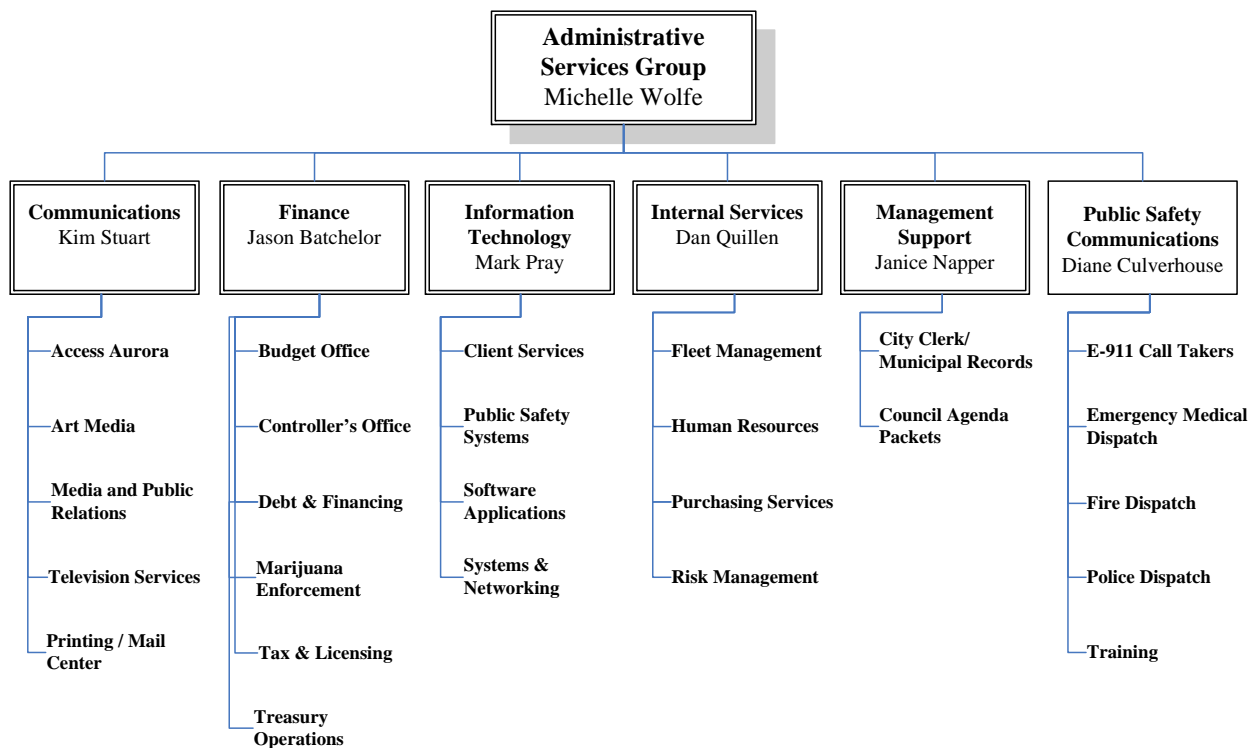 Administrative
Services Group
Michelle Wolfe
Communications
Kim Stuart
Finance
Jason Batchelor
Information
Technology
Mark Pray
Internal Services
Dan Quillen
Management
Support
Janice Napper
Public Safety
Communications
Diane Culverhouse
Access Aurora
Art Media
Media and Public
Relations
Television Services
Printing / Mail
Center
Budget Office
Controller's Office
Debt & Financing
Marijuana
Enforcement
Tax & Licensing
Treasury
Operations
Client Services
Public Safety
Systems
Software
Applications
Systems &
Networking
Fleet Management
Human Resources
Purchasing Services
Risk Management
City Clerk/
Municipal Records
Council Agenda
Packets
E-911 Call Takers
Emergency Medical
Dispatch
Fire Dispatch
Police Dispatch
Training